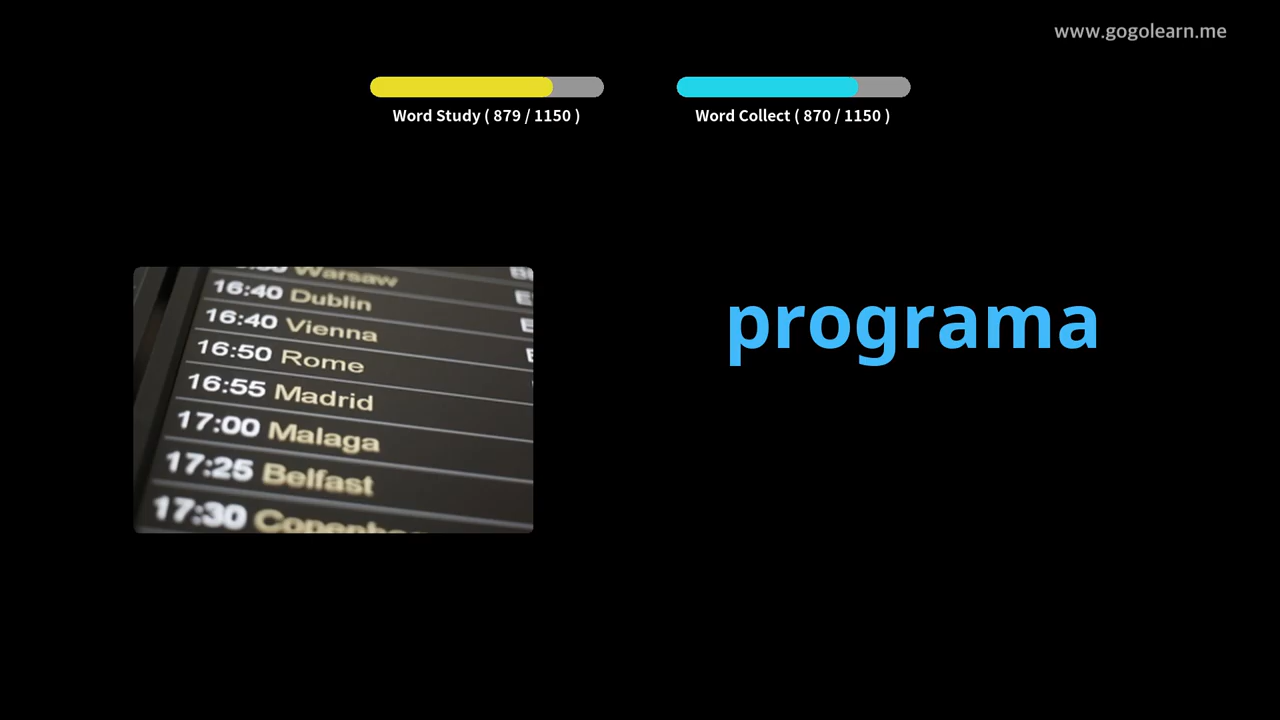 www.gogolearn.me
Word Study ( 879 / 1150 )
Word Collect ( 870 / 1150 )
Warsaw
16:40 Dublin
16:40 Vienna
16:50 Rome
16:55 Madrid
17:00 Malaga
17:25 Belfast
17:30
programa